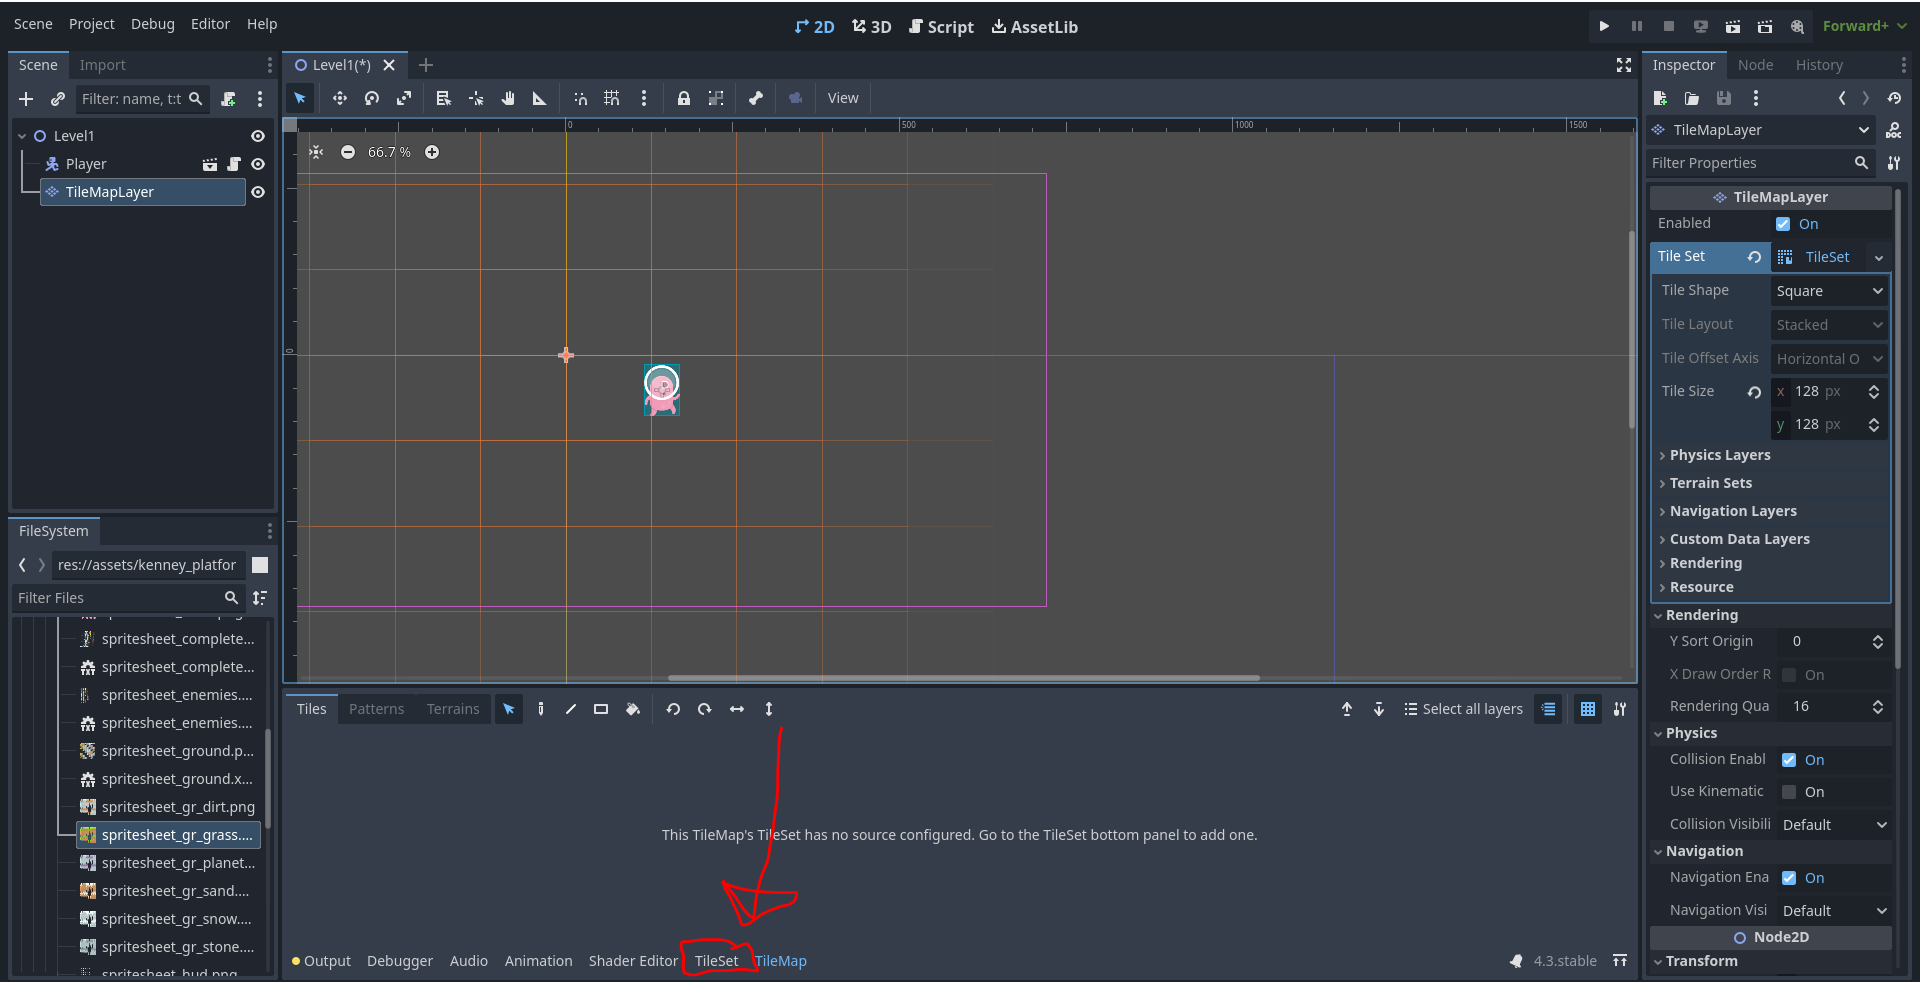 Scene Project Debug Editor Help
2D 3D Script AssetLib
Forward+
Scene Import
Filter: name, t:t
Level1
Player
TileMapLayer
FileSystem
res://assets/kenney_platfor
Filter Files
spritesheet_complete...
spritesheet_complete...
spritesheet_enemies....
spritesheet_enemies....
spritesheet_ground.p...
spritesheet_ground.x...
spritesheet_gr_dirt.png
spritesheet_gr_grass....
spritesheet_gr_planet...
spritesheet_gr_sand....
spritesheet_gr_snow....
spritesheet_gr_stone....
spritesheet_hud.png
Level1(*)
View
0 500 1000 1500
66.7 %
0
Tiles Patterns Terrains
Select all layers
This TileMap's TileSet has no source configured. Go to the TileSet bottom panel to add one.
Output Debugger Audio Animation Shader Editor TileSet TileMap
4.3.stable
Inspector Node History
TileMapLayer
Filter Properties
TileMapLayer
Enabled On
Tile Set TileSet
Tile Shape Square
Tile Layout Stacked
Tile Offset Axis Horizontal O
Tile Size x 128 px
y 128 px
Physics Layers
Terrain Sets
Navigation Layers
Custom Data Layers
Rendering
Resource
Rendering
Y Sort Origin 0
X Draw Order R On
Rendering Qua 16
Physics
Collision Enabl On
Use Kinematic On
Collision Visibili Default
Navigation
Navigation Ena On
Navigation Visi Default
Node2D
Transform